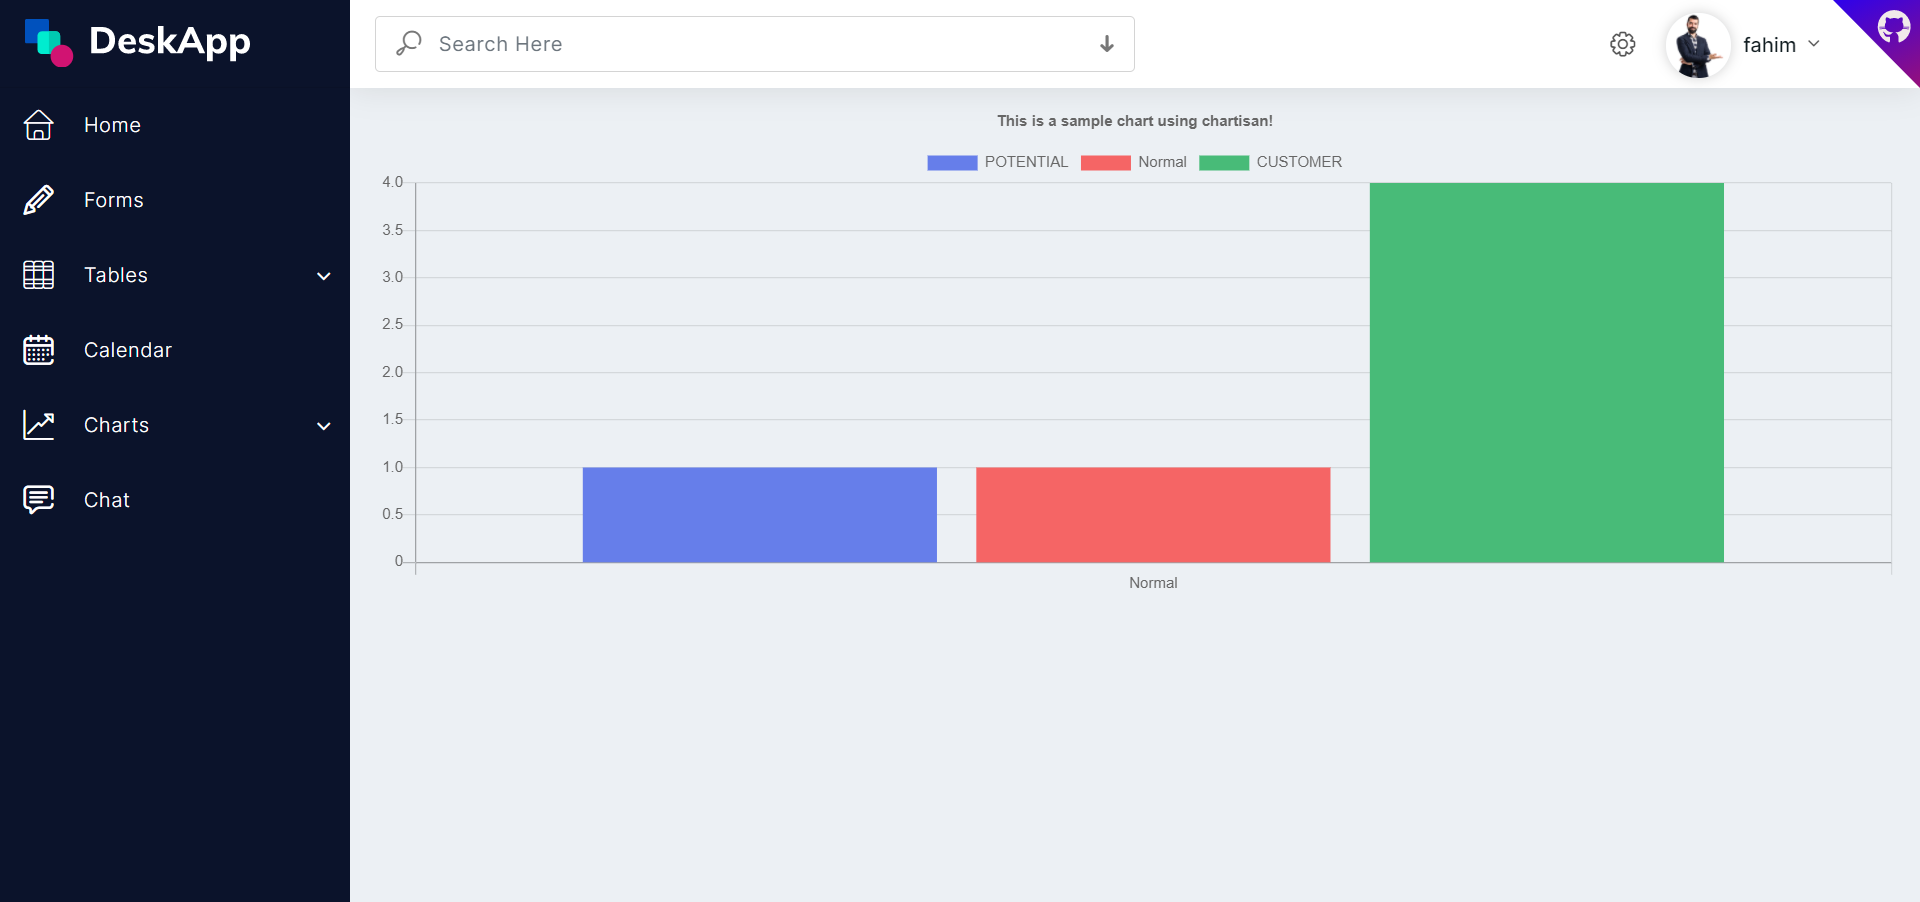 DeskApp
Home
Forms
Tables
Calendar
Charts
Chat
Search Here
fahim
This is a sample chart using chartisan!
POTENTIAL Normal CUSTOMER
4.0
3.5
3.0
2.5
2.0
1.5
1.0
0.5
0
Normal